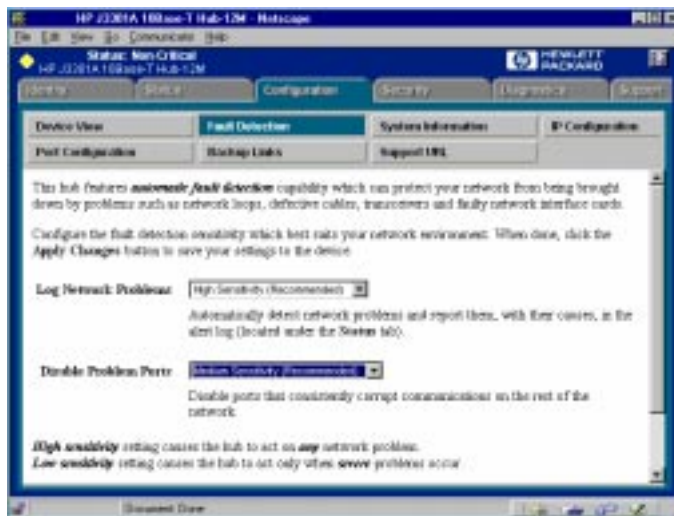 HP J3301A 10Base-T Hub-12M - Netscape
File Edit View Go Communicator Help
Status: Non-Critical
HP J3301A 10Base-T Hub-12M
HEWLETT
PACKARD
?
Identity Status Configuration Security Diagnostics Support
Device View Fault Detection System Information IP Configuration
Port Configuration Backup Links Support URL
This hub features automatic fault detection capability which can protect your network from being brought
down by problems such as network loops, defective cables, transceivers and faulty network interface cards.
Configure the fault detection sensitivity which best suits your network environment. When done, click the
Apply Changes button to save your settings to the device.
Log Network Problems High Sensitivity (Recommended)
Automatically detect network problems and report them, with their causes, in the
alert log (located under the Status tab).
Disable Problem Ports Medium Sensitivity (Recommended)
Disable ports that consistently corrupt communications on the rest of the
network.
High sensitivity setting causes the hub to act on any network problem.
Low sensitivity setting causes the hub to act only when severe problems occur.
Document: Done